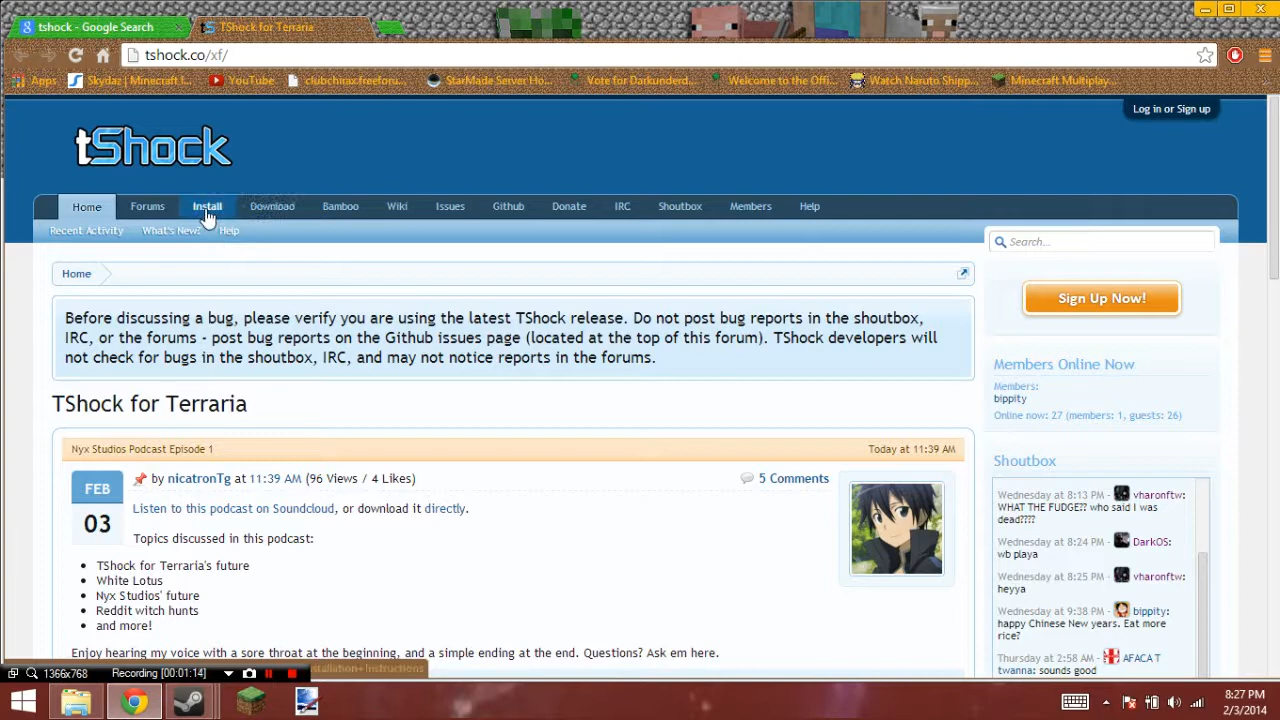 tshock - Google Search
TShock for Terraria
tshock.co/xf/
Apps
Skydaz | Minecraft I...
YouTube
clubchirax.freeforu...
StarMade Server Ho...
Vote for Darkunderd...
Welcome to the Offi...
Watch Naruto Shipp...
Minecraft Multiplay...
Log in or Sign up
tShock
Home
Forums
Install
Download
Bamboo
Wiki
Issues
Github
Donate
IRC
Shoutbox
Members
Help
Recent Activity
What's New?
Help
Search...
Home
Sign Up Now!
Before discussing a bug, please verify you are using the latest TShock release. Do not post bug reports in the shoutbox,
IRC, or the forums - post bug reports on the Github issues page (located at the top of this forum). TShock developers will
not check for bugs in the shoutbox, IRC, and may not notice reports in the forums.
Members Online Now
Members:
bippity
Online now: 27 (members: 1, guests: 26)
TShock for Terraria
Nyx Studios Podcast Episode 1
Today at 11:39 AM
FEB
03
by nicatronTg at 11:39 AM (96 Views / 4 Likes)
5 Comments
Listen to this podcast on Soundcloud, or download it directly.
Topics discussed in this podcast:
TShock for Terraria's future
White Lotus
Nyx Studios' future
Reddit witch hunts
and more!
Enjoy hearing my voice with a sore throat at the beginning, and a simple ending at the end. Questions? Ask em here.
Shoutbox
Wednesday at 8:13 PM - vharonftw:
WHAT THE FUDGE?? who said I was
dead????
Wednesday at 8:24 PM - DarkOS:
wb playa
Wednesday at 8:25 PM - vharonftw:
heyya
Wednesday at 9:38 PM - bippity:
happy Chinese New years. Eat more
rice?
Thursday at 2:58 AM - AFACA T
twanna: sounds good
1366x768
Recording [00:01:14]
nstallation+Instructions
8:27 PM
2/3/2014